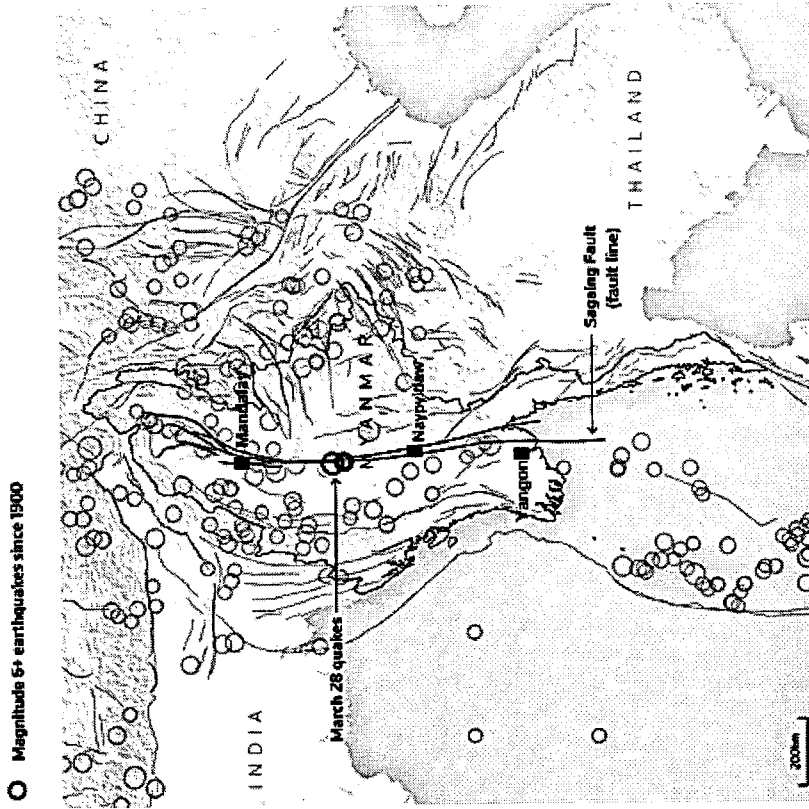 Magnitude 6+ earthquakes since 1900
CHINA
INDIA
Mandalay
March 28 quakes
MYANMAR
Naypyidaw
Yangon
Sagaing Fault
(fault line)
THAILAND
200km